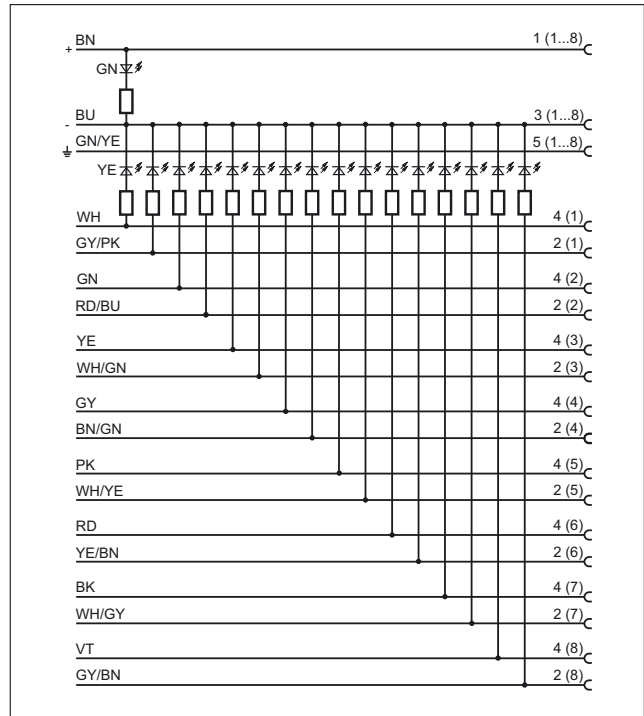 + BN 1 (1...8)
GN
- BU 3 (1...8)
GN/YE 5 (1...8)
YE
WH 4 (1)
GY/PK 2 (1)
GN 4 (2)
RD/BU 2 (2)
YE 4 (3)
WH/GN 2 (3)
GY 4 (4)
BN/GN 2 (4)
PK 4 (5)
WH/YE 2 (5)
RD 4 (6)
YE/BN 2 (6)
BK 4 (7)
WH/GY 2 (7)
VT 4 (8)
GY/BN 2 (8)